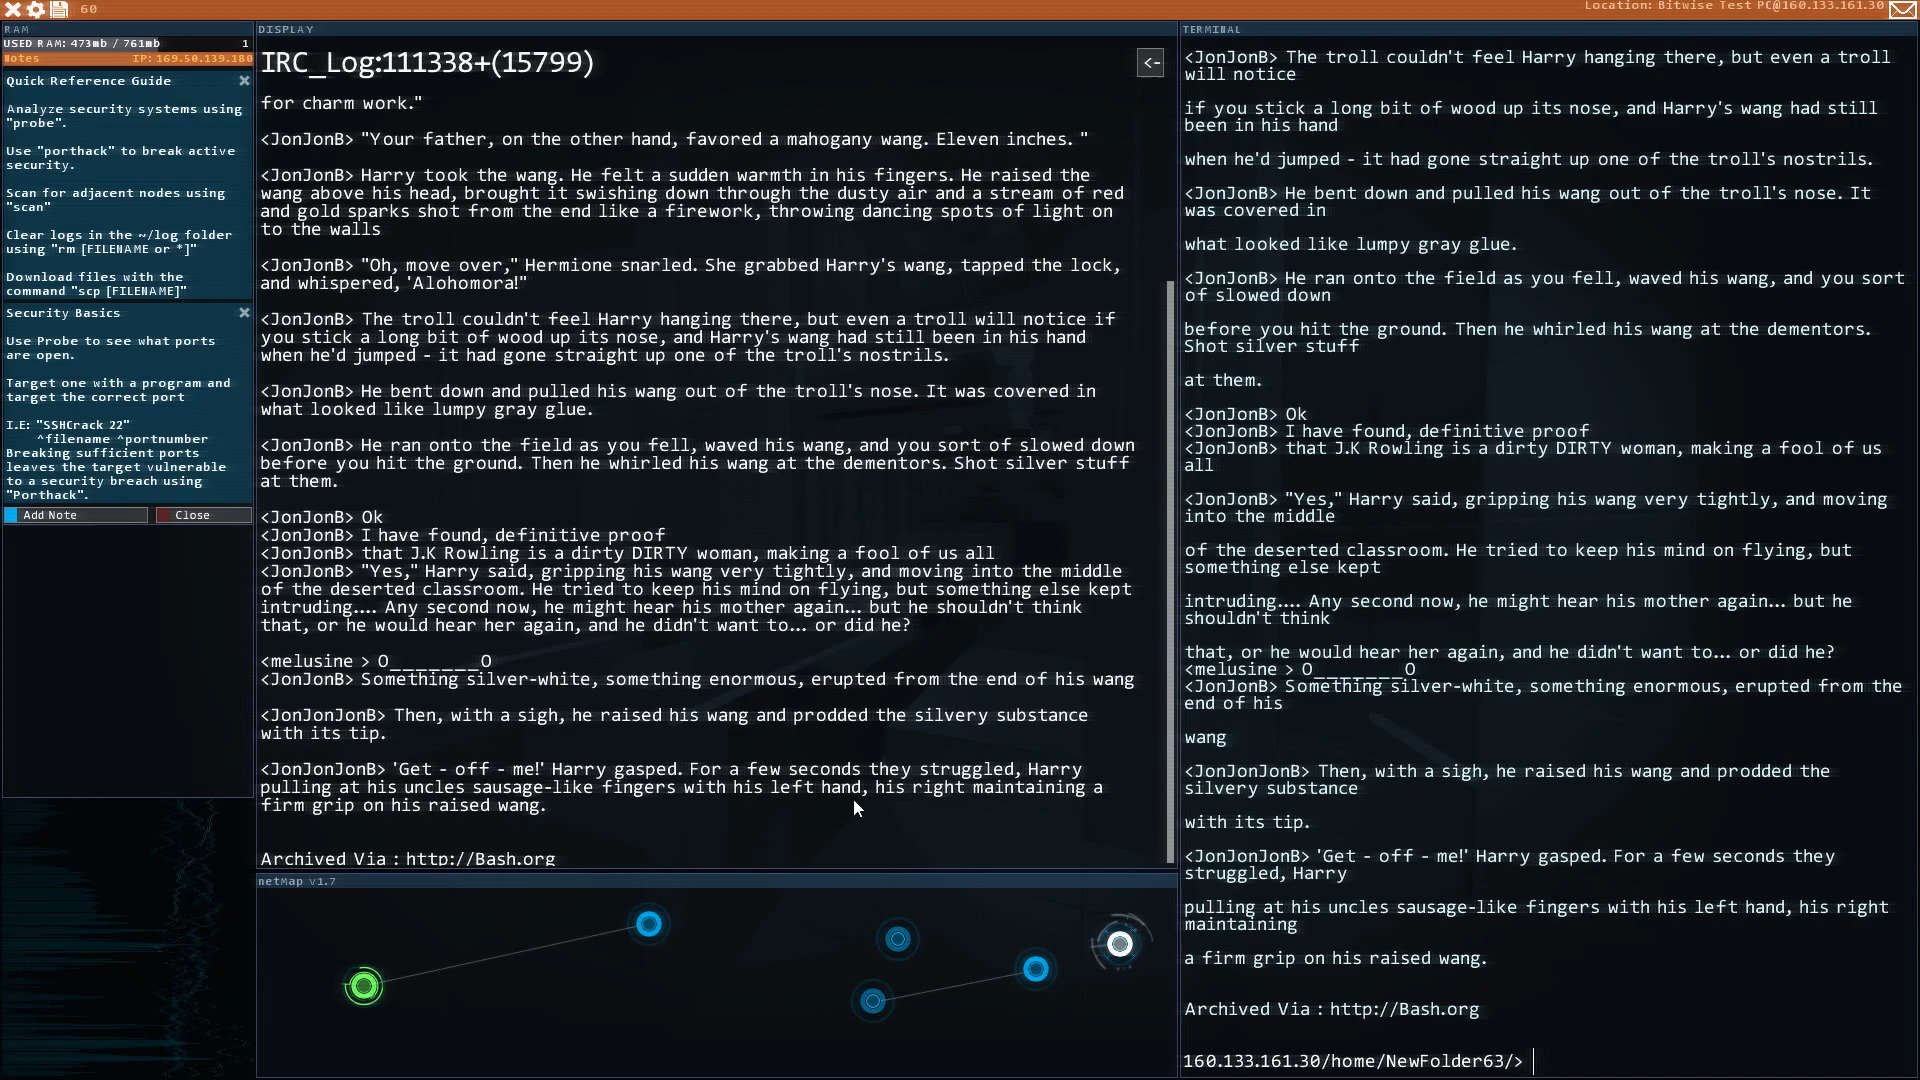 60
Location: Bitwise Test PC@160.133.161.30
RAM
USED RAM: 473mb / 761mb
1
Notes
IP: 169.50.139.180
Quick Reference Guide
Analyze security systems using
"probe".
Use "porthack" to break active
security.
Scan for adjacent nodes using
"scan"
Clear logs in the ~/log folder
using "rm [FILENAME or *]"
Download files with the
command "scp [FILENAME]"
Security Basics
Use Probe to see what ports
are open.
Target one with a program and
target the correct port
I.E: "SSHCrack 22"
^filename ^portnumber
Breaking sufficient ports
leaves the target vulnerable
to a security breach using
"Porthack".
Add Note
Close
DISPLAY
IRC_Log:111338+(15799)
<-
for charm work."
<JonJonB> "Your father, on the other hand, favored a mahogany wang. Eleven inches. "
<JonJonB> Harry took the wang. He felt a sudden warmth in his fingers. He raised the
wang above his head, brought it swishing down through the dusty air and a stream of red
and gold sparks shot from the end like a firework, throwing dancing spots of light on
to the walls
<JonJonB> "Oh, move over," Hermione snarled. She grabbed Harry's wang, tapped the lock,
and whispered, 'Alohomora!"
<JonJonB> The troll couldn't feel Harry hanging there, but even a troll will notice if
you stick a long bit of wood up its nose, and Harry's wang had still been in his hand
when he'd jumped - it had gone straight up one of the troll's nostrils.
<JonJonB> He bent down and pulled his wang out of the troll's nose. It was covered in
what looked like lumpy gray glue.
<JonJonB> He ran onto the field as you fell, waved his wang, and you sort of slowed down
before you hit the ground. Then he whirled his wang at the dementors. Shot silver stuff
at them.
<JonJonB> Ok
<JonJonB> I have found, definitive proof
<JonJonB> that J.K Rowling is a dirty DIRTY woman, making a fool of us all
<JonJonB> "Yes," Harry said, gripping his wang very tightly, and moving into the middle
of the deserted classroom. He tried to keep his mind on flying, but something else kept
intruding.... Any second now, he might hear his mother again... but he shouldn't think
that, or he would hear her again, and he didn't want to... or did he?
<melusine > O_______O
<JonJonB> Something silver-white, something enormous, erupted from the end of his wang
<JonJonJonB> Then, with a sigh, he raised his wang and prodded the silvery substance
with its tip.
<JonJonJonB> 'Get - off - me!' Harry gasped. For a few seconds they struggled, Harry
pulling at his uncles sausage-like fingers with his left hand, his right maintaining a
firm grip on his raised wang.
Archived Via : http://Bash.org
netMap v1.7
TERMINAL
<JonJonB> The troll couldn't feel Harry hanging there, but even a troll
will notice
if you stick a long bit of wood up its nose, and Harry's wang had still
been in his hand
when he'd jumped - it had gone straight up one of the troll's nostrils.
<JonJonB> He bent down and pulled his wang out of the troll's nose. It
was covered in
what looked like lumpy gray glue.
<JonJonB> He ran onto the field as you fell, waved his wang, and you sort
of slowed down
before you hit the ground. Then he whirled his wang at the dementors.
Shot silver stuff
at them.
<JonJonB> Ok
<JonJonB> I have found, definitive proof
<JonJonB> that J.K Rowling is a dirty DIRTY woman, making a fool of us
all
<JonJonB> "Yes," Harry said, gripping his wang very tightly, and moving
into the middle
of the deserted classroom. He tried to keep his mind on flying, but
something else kept
intruding.... Any second now, he might hear his mother again... but he
shouldn't think
that, or he would hear her again, and he didn't want to... or did he?
<melusine > O_______O
<JonJonB> Something silver-white, something enormous, erupted from the
end of his
wang
<JonJonJonB> Then, with a sigh, he raised his wang and prodded the
silvery substance
with its tip.
<JonJonJonB> 'Get - off - me!' Harry gasped. For a few seconds they
struggled, Harry
pulling at his uncles sausage-like fingers with his left hand, his right
maintaining
a firm grip on his raised wang.
Archived Via : http://Bash.org
160.133.161.30/home/NewFolder63/>